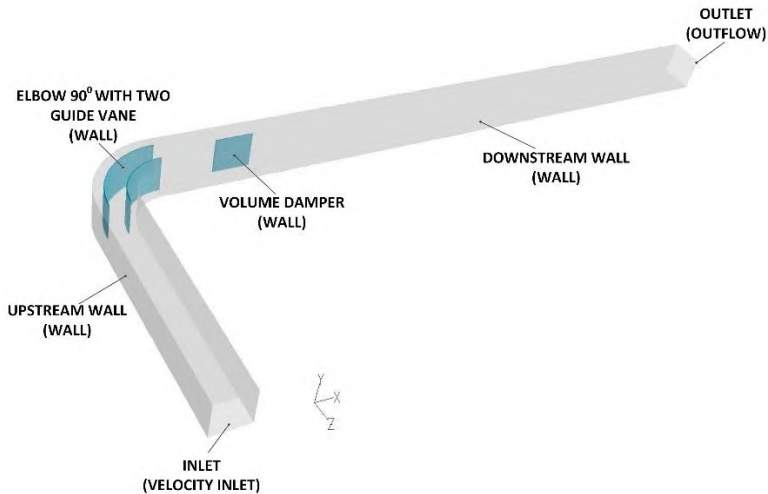 OUTLET
(OUTFLOW)
ELBOW 90⁰ WITH TWO
GUIDE VANE
(WALL)
DOWNSTREAM WALL
(WALL)
VOLUME DAMPER
(WALL)
UPSTREAM WALL
(WALL)
Y
X
Z
INLET
(VELOCITY INLET)